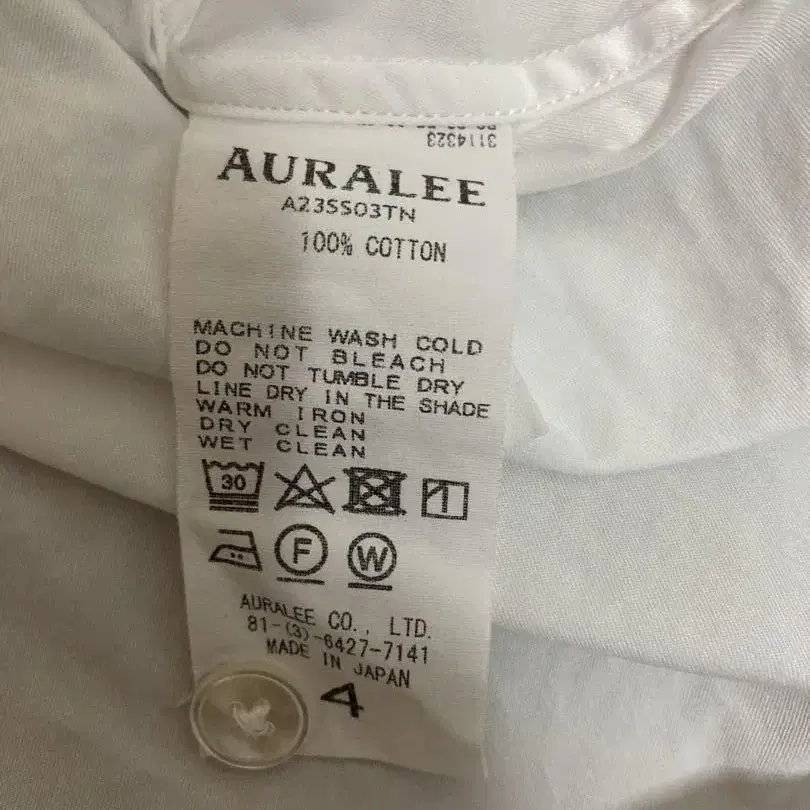 3114323
AURALEE
A23SS03TN
100% COTTON
MACHINE WASH COLD
DO NOT BLEACH
DO NOT TUMBLE DRY
LINE DRY IN THE SHADE
WARM IRON
DRY CLEAN
WET CLEAN
30
F
W
AURALEE CO., LTD.
81-(3)-6427-7141
MADE IN JAPAN
4